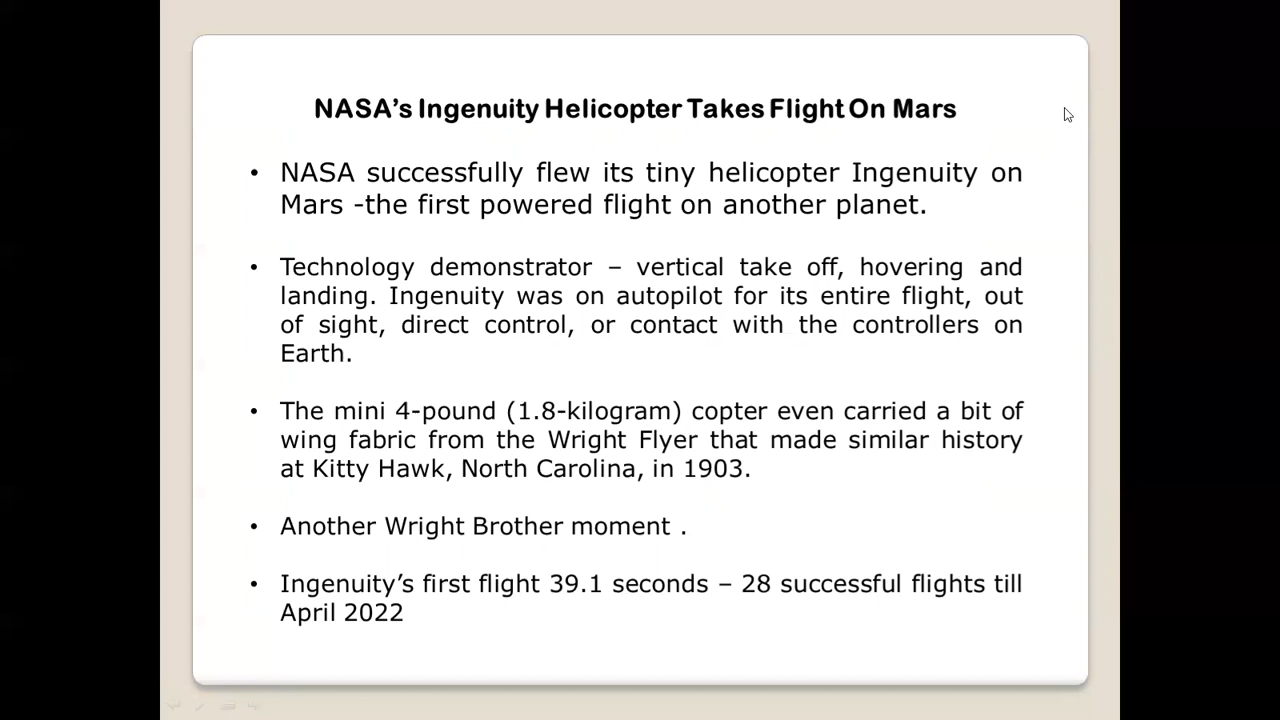 NASA’s Ingenuity Helicopter Takes Flight On Mars
• NASA successfully flew its tiny helicopter Ingenuity on
Mars -the first powered flight on another planet.
• Technology demonstrator – vertical take off, hovering and
landing. Ingenuity was on autopilot for its entire flight, out
of sight, direct control, or contact with the controllers on
Earth.
• The mini 4-pound (1.8-kilogram) copter even carried a bit of
wing fabric from the Wright Flyer that made similar history
at Kitty Hawk, North Carolina, in 1903.
• Another Wright Brother moment .
• Ingenuity’s first flight 39.1 seconds – 28 successful flights till
April 2022